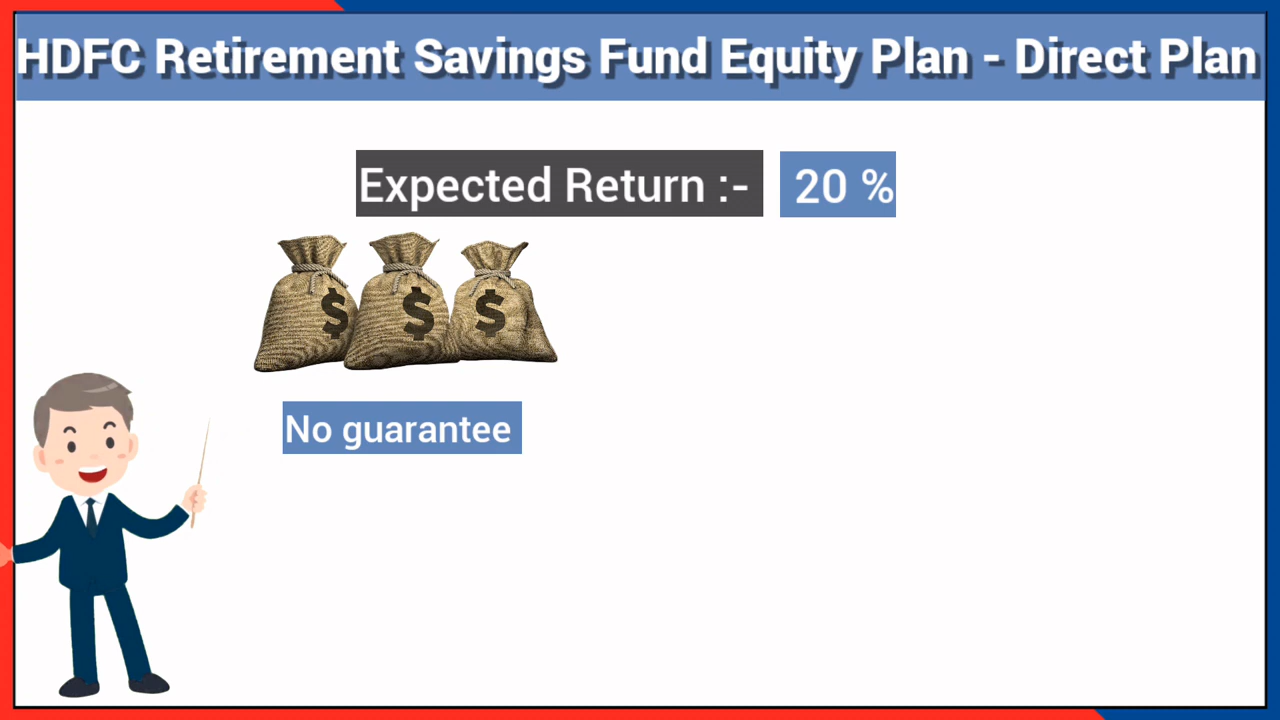 HDFC Retirement Savings Fund Equity Plan - Direct Plan
Expected Return :- 20 %
$ $ $
No guarantee